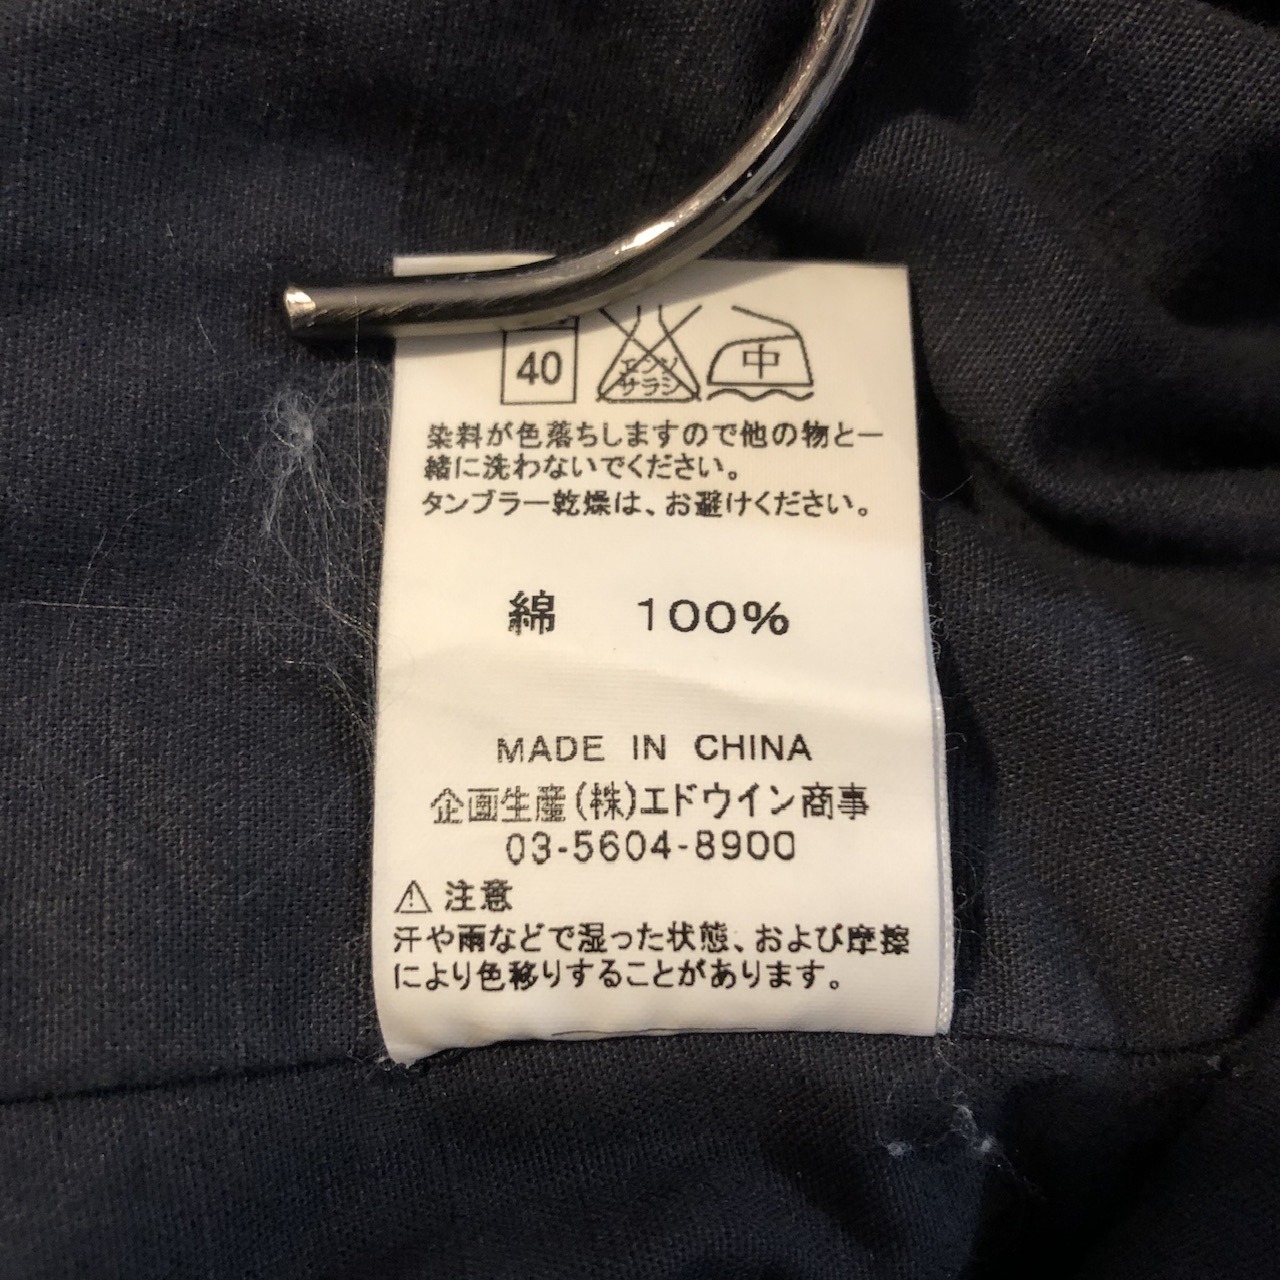 40
エンソ
サラシ
中
染料が色落ちしますので他の物と一
緒に洗わないでください。
タンブラー乾燥は、お避けください。
綿 100%
MADE IN CHINA
企画生産(株)エドウイン商事
03-5604-8900
注意
汗や雨などで湿った状態、および摩擦
により色移りすることがあります。